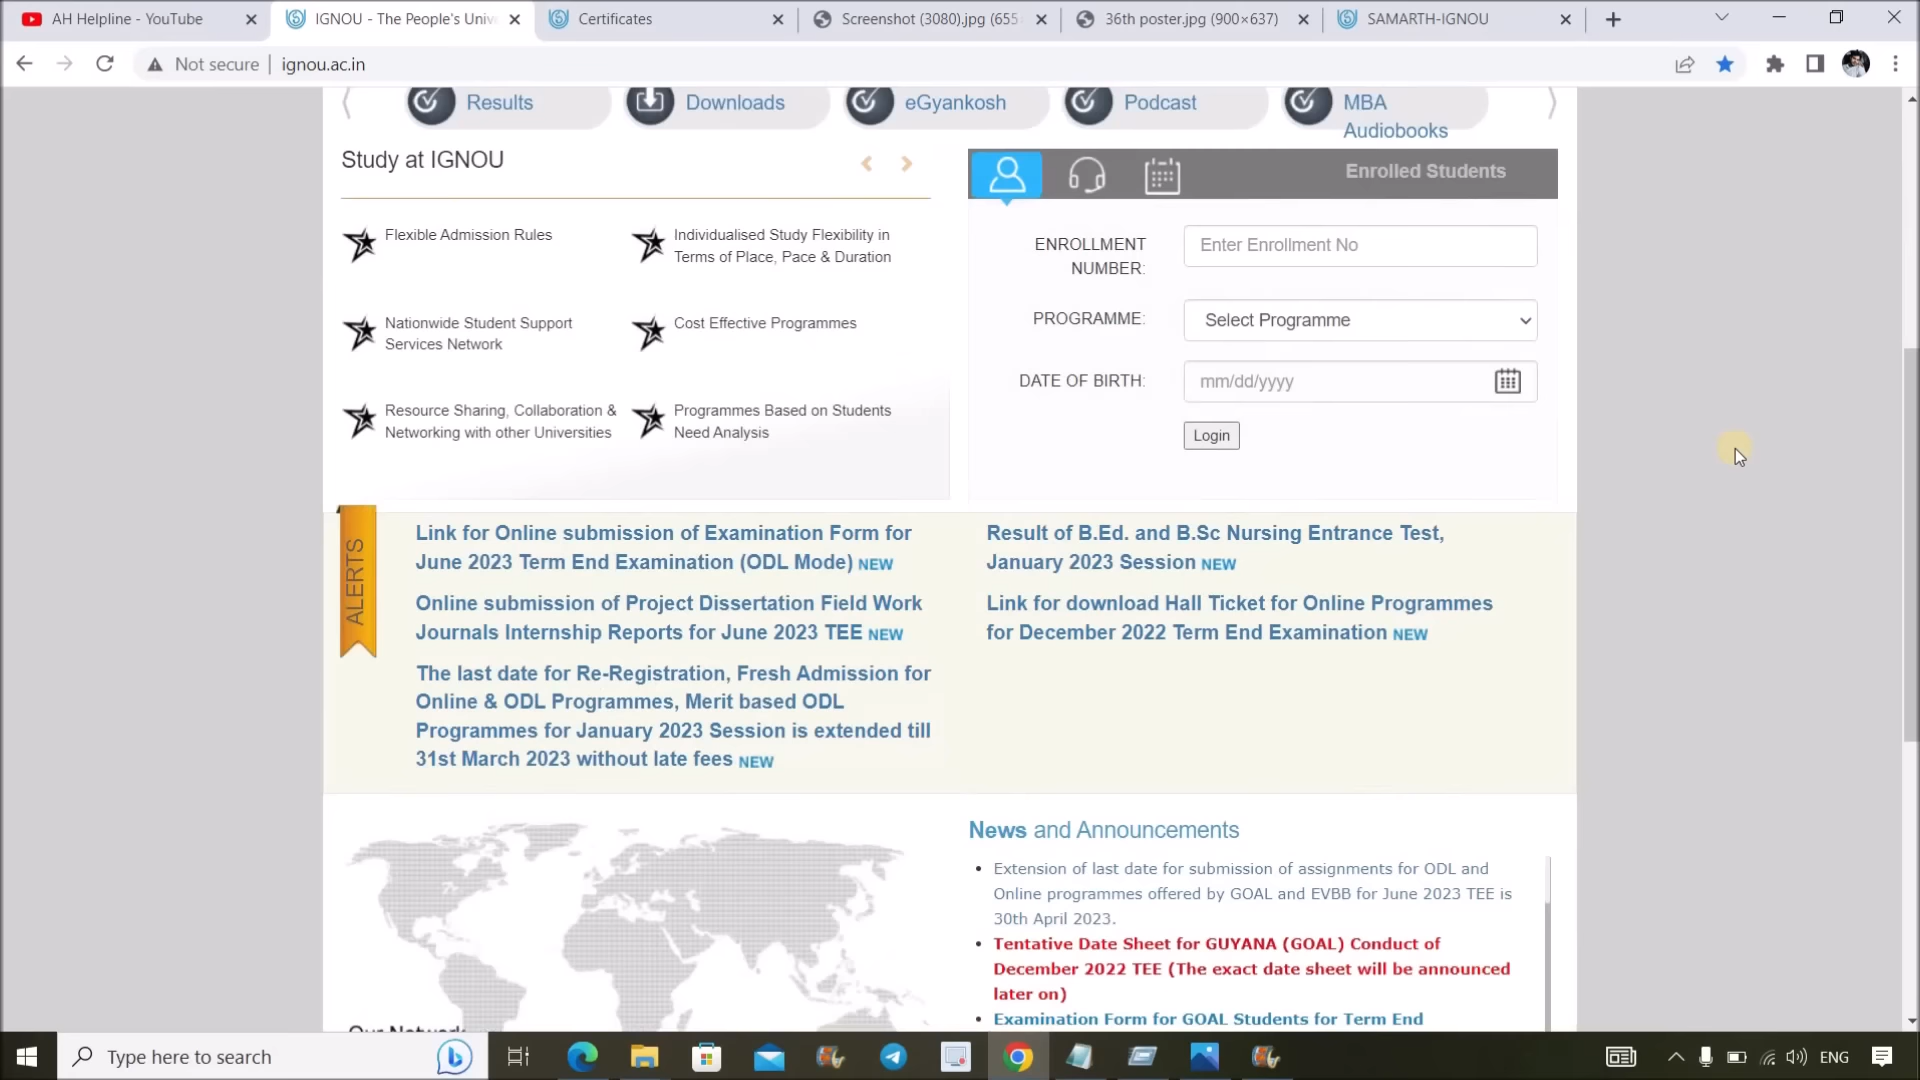 AH Helpline - YouTube
IGNOU - The People's Univ
Certificates
Screenshot (3080).jpg (655
36th poster.jpg (900×637)
SAMARTH-IGNOU
Not secure
ignou.ac.in
Results
Downloads
eGyankosh
Podcast
MBA
Audiobooks
Study at IGNOU
Enrolled Students
Flexible Admission Rules
Individualised Study Flexibility in
Terms of Place, Pace & Duration
Nationwide Student Support
Services Network
Cost Effective Programmes
Resource Sharing, Collaboration &
Networking with other Universities
Programmes Based on Students
Need Analysis
ENROLLMENT
NUMBER:
Enter Enrollment No
PROGRAMME:
Select Programme
DATE OF BIRTH:
mm/dd/yyyy
Login
ALERTS
Link for Online submission of Examination Form for
June 2023 Term End Examination (ODL Mode) NEW
Online submission of Project Dissertation Field Work
Journals Internship Reports for June 2023 TEE NEW
The last date for Re-Registration, Fresh Admission for
Online & ODL Programmes, Merit based ODL
Programmes for January 2023 Session is extended till
31st March 2023 without late fees NEW
Result of B.Ed. and B.Sc Nursing Entrance Test,
January 2023 Session NEW
Link for download Hall Ticket for Online Programmes
for December 2022 Term End Examination NEW
Our Network
News and Announcements
Extension of last date for submission of assignments for ODL and
Online programmes offered by GOAL and EVBB for June 2023 TEE is
30th April 2023.
Tentative Date Sheet for GUYANA (GOAL) Conduct of
December 2022 TEE (The exact date sheet will be announced
later on)
Examination Form for GOAL Students for Term End
Type here to search
ENG